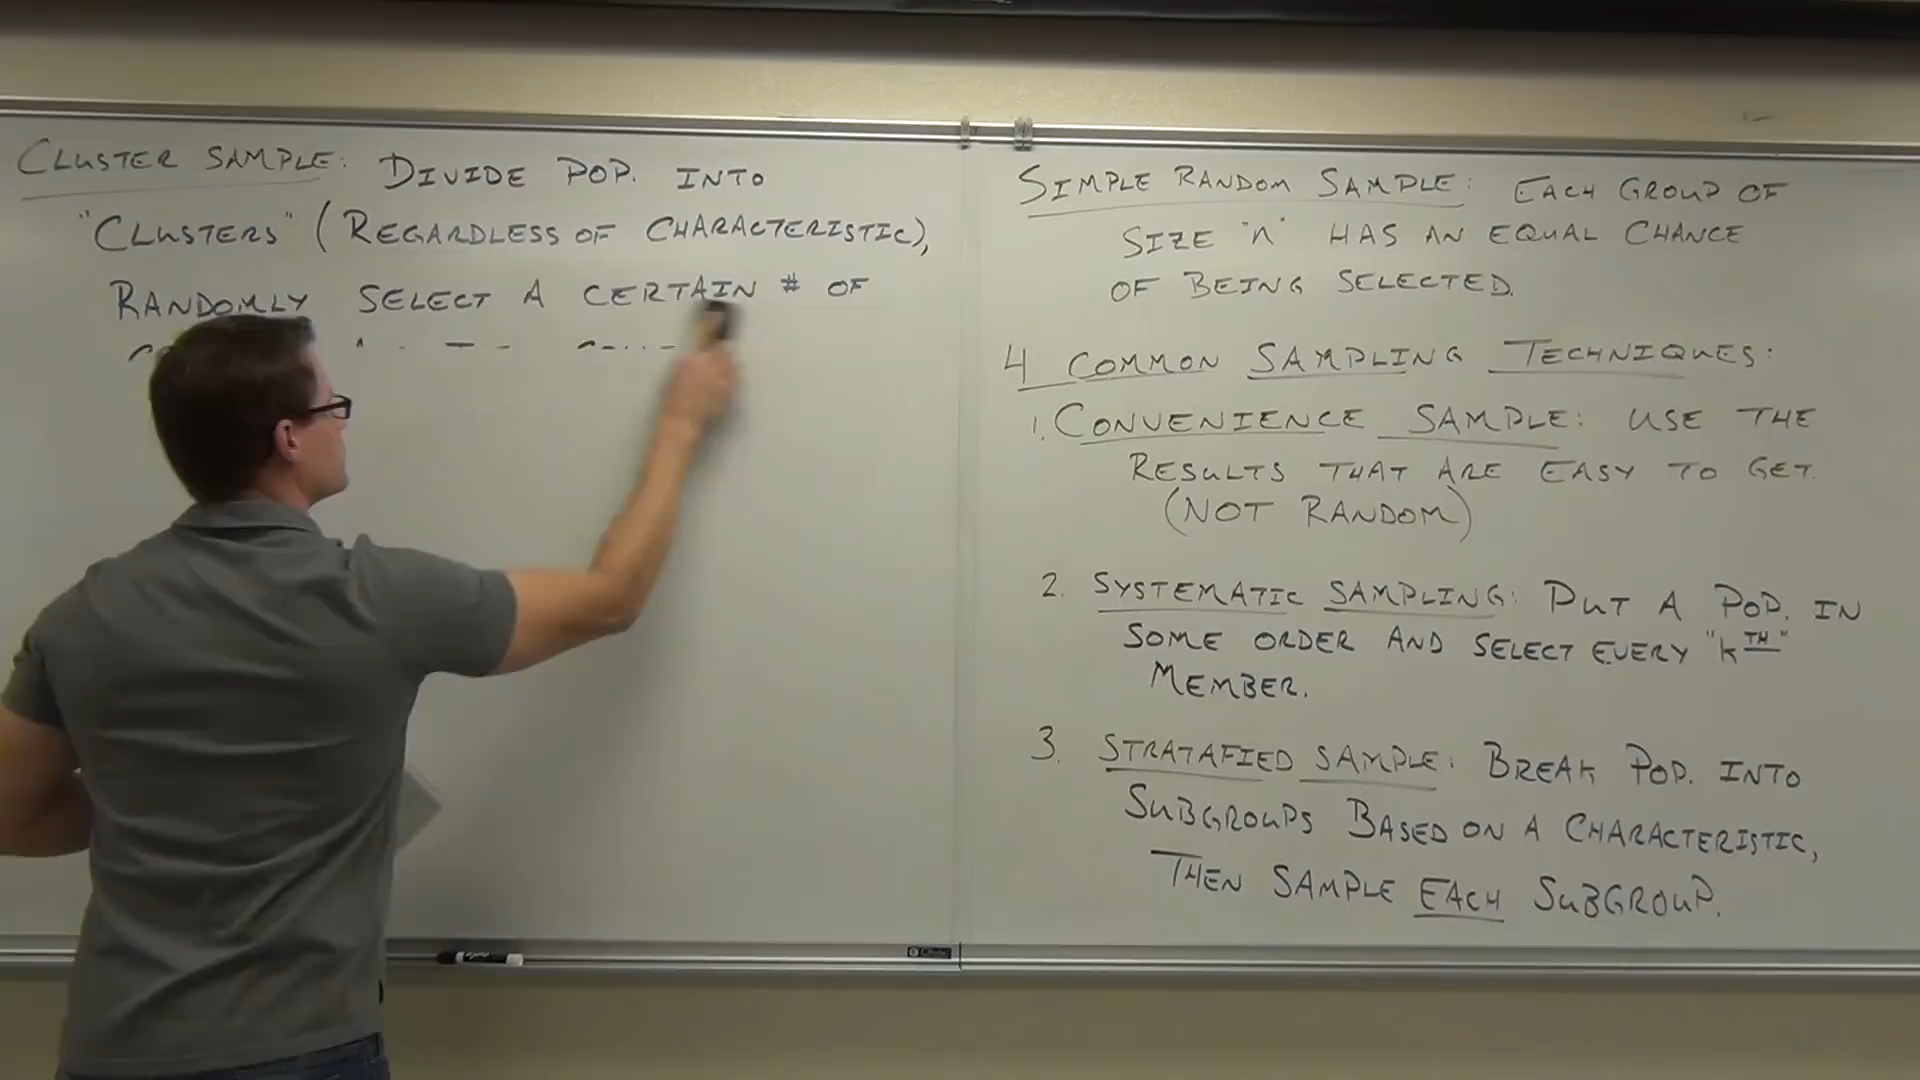 CLUSTER SAMPLE: DIVIDE POP. INTO
"CLUSTERS" (REGARDLESS OF CHARACTERISTIC),
RANDOMLY SELECT A CERTAIN # OF
SIMPLE RANDOM SAMPLE: EACH GROUP OF
SIZE "n" HAS AN EQUAL CHANCE
OF BEING SELECTED.
4 COMMON SAMPLING TECHNIQUES:
1. CONVENIENCE SAMPLE: USE THE
RESULTS THAT ARE EASY TO GET.
(NOT RANDOM)
2. SYSTEMATIC SAMPLING: PUT A POP. IN
SOME ORDER AND SELECT EVERY "kTH"
MEMBER.
3. STRATAFIED SAMPLE: BREAK POP. INTO
SUBGROUPS BASED ON A CHARACTERISTIC,
THEN SAMPLE EACH SUBGROUP.